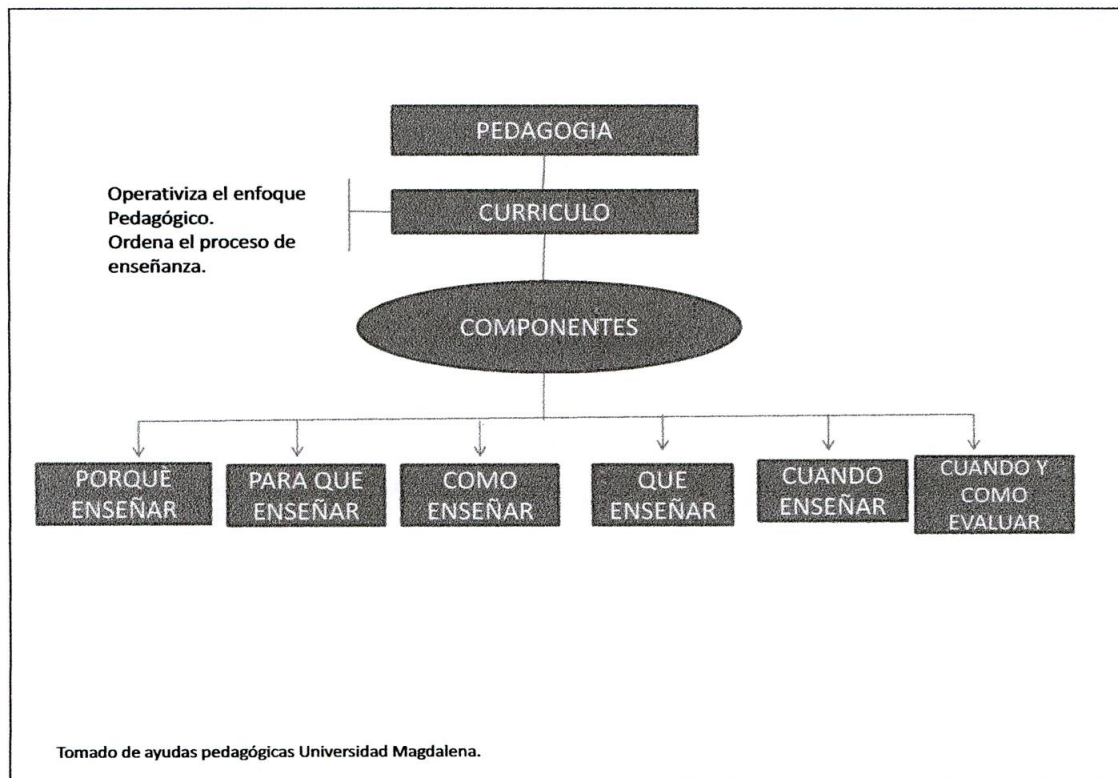 PEDAGOGIA
Operativiza el enfoque
Pedagógico.
Ordena el proceso de
enseñanza.
CURRICULO
COMPONENTES
PORQUÈ
ENSEÑAR
PARA QUE
ENSEÑAR
COMO
ENSEÑAR
QUE
ENSEÑAR
CUANDO
ENSEÑAR
CUANDO Y
COMO
EVALUAR
Tomado de ayudas pedagógicas Universidad Magdalena.